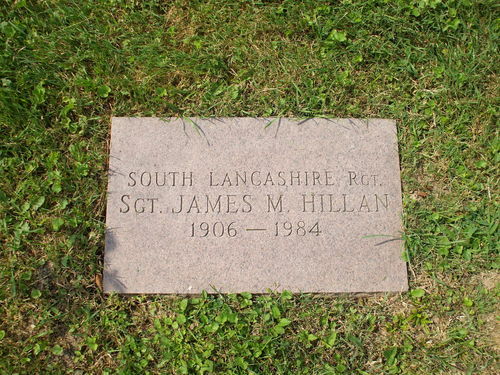 SOUTH LANCASHIRE RGT.
SGT. JAMES M. HILLAN
1906 — 1984